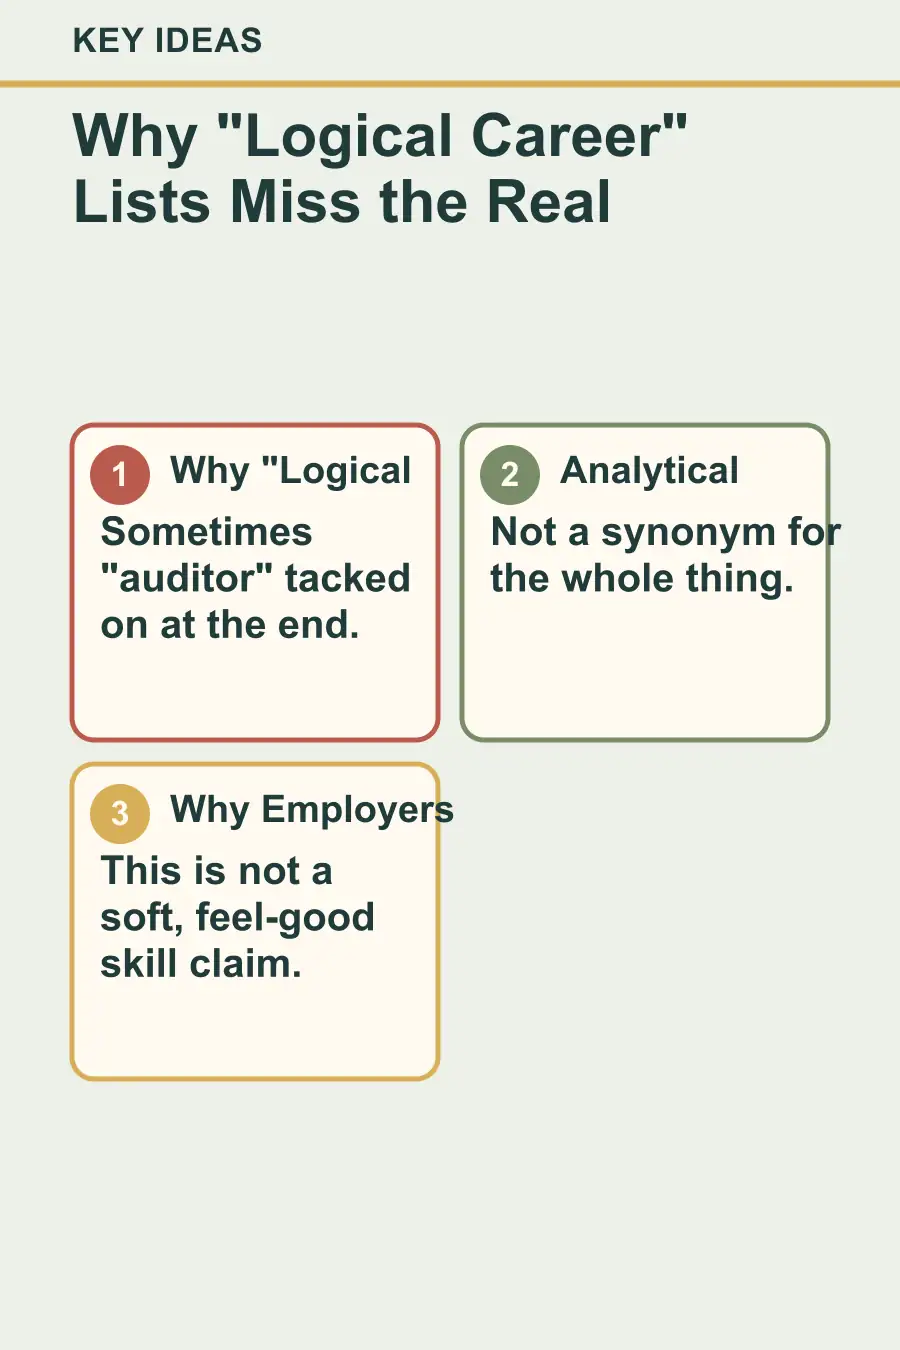 KEY IDEAS
Why "Logical Career"
Lists Miss the Real
1 Why "Logical
Sometimes
"auditor" tacked
on at the end.
2 Analytical
Not a synonym for
the whole thing.
3 Why Employers
This is not a
soft, feel-good
skill claim.